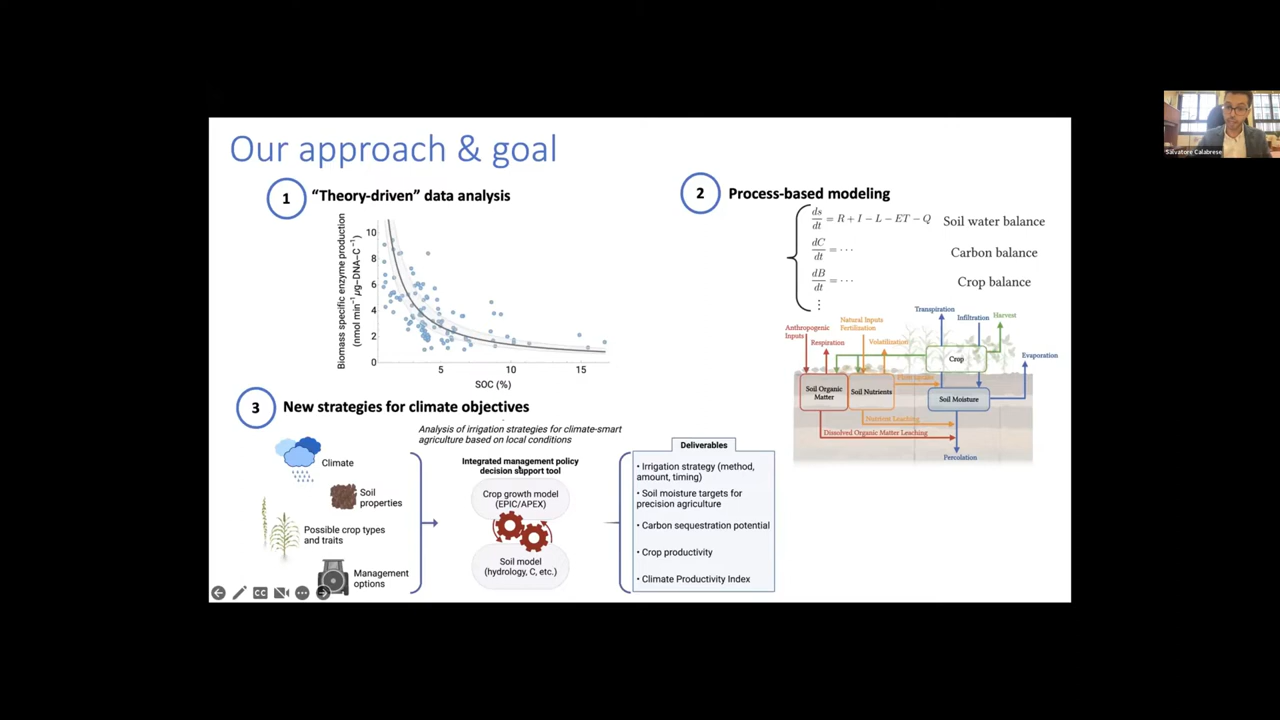 Our approach & goal
1
“Theory-driven” data analysis
Biomass specific enzyme production
(nmol min⁻¹ μg−DNA−C⁻¹)
10
8
6
4
2
0
5
10
15
SOC (%)
2
Process-based modeling
ds/dt = R + I − L − ET − Q
Soil water balance
dC/dt = ···
Carbon balance
dB/dt = ···
Crop balance
⋮
Transpiration
Infiltration
Harvest
Natural Inputs
Fertilization
Anthropogenic
Inputs
Respiration
Volatilization
Evaporation
Crop
Soil Organic
Matter
Soil Nutrients
Soil Moisture
Nutrient Leaching
Dissolved Organic Matter Leaching
Percolation
3
New strategies for climate objectives
Analysis of irrigation strategies for climate-smart
agriculture based on local conditions
Climate
Soil
properties
Possible crop types
and traits
Management
options
Integrated management policy
decision support tool
Crop growth model
(EPIC/APEX)
Soil model
(hydrology, C, etc.)
Deliverables
• Irrigation strategy (method,
amount, timing)
• Soil moisture targets for
precision agriculture
• Carbon sequestration potential
• Crop productivity
• Climate Productivity Index
CC
Salvatore Calabrese